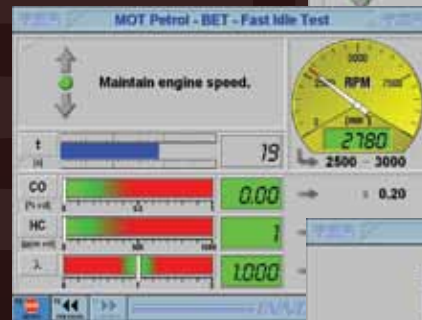 MOT Petrol - BET - Fast Idle Test
Maintain engine speed.
3000
RPM
2780
2500 - 3000
t
19
CO
0.00
0.20
HC
1
λ
1.000